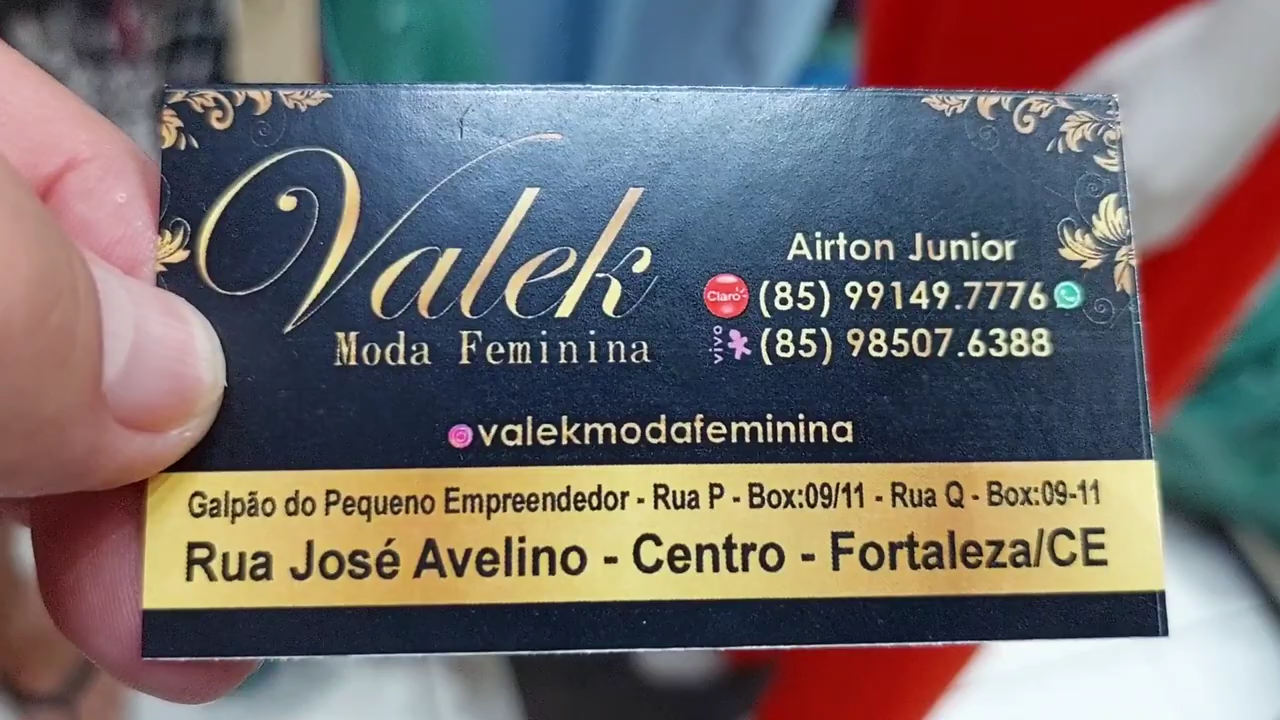 Valek
Moda Feminina
Airton Junior
Claro (85) 99149.7776
vivo (85) 98507.6388
valekmodafeminina
Galpão do Pequeno Empreendedor - Rua P - Box:09/11 - Rua Q - Box:09-11
Rua José Avelino - Centro - Fortaleza/CE